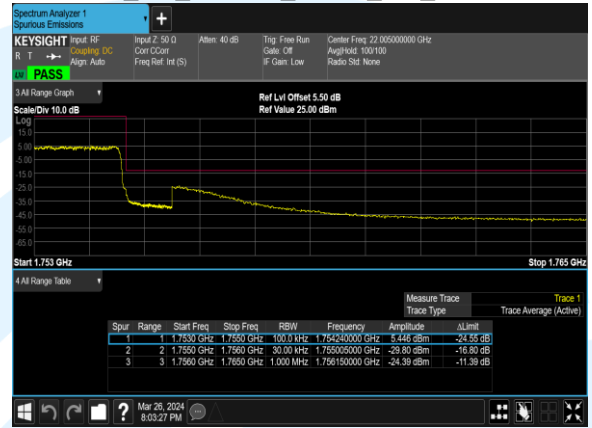 Spectrum Analyzer 1
Spurious Emissions
+
KEYSIGHT Input: RF Input Z: 50 Ω Atten: 40 dB Trig: Free Run Center Freq: 22.005000000 GHz
R T Coupling: DC Corr CCorr Gate: Off Avg|Hold: 100/100
Align: Auto Freq Ref: Int (S) IF Gain: Low Radio Std: None
PASS
3 All Range Graph
Ref Lvl Offset 5.50 dB
Scale/Div 10.0 dB Ref Value 25.00 dBm
Log
15.0
5.00
-5.00
-15.0
-25.0
-35.0
-45.0
-55.0
-65.0
Start 1.753 GHz Stop 1.765 GHz
4 All Range Table
Measure Trace Trace 1
Trace Type Trace Average (Active)
Spur Range Start Freq Stop Freq RBW Frequency Amplitude ΔLimit
1 1 1.7530 GHz 1.7550 GHz 100.0 kHz 1.754240000 GHz 5.446 dBm -24.55 dB
2 2 1.7550 GHz 1.7560 GHz 30.00 kHz 1.755005000 GHz -29.80 dBm -16.80 dB
3 3 1.7560 GHz 1.7650 GHz 1.000 MHz 1.756150000 GHz -24.39 dBm -11.39 dB
? Mar 26, 2024
8:03:27 PM